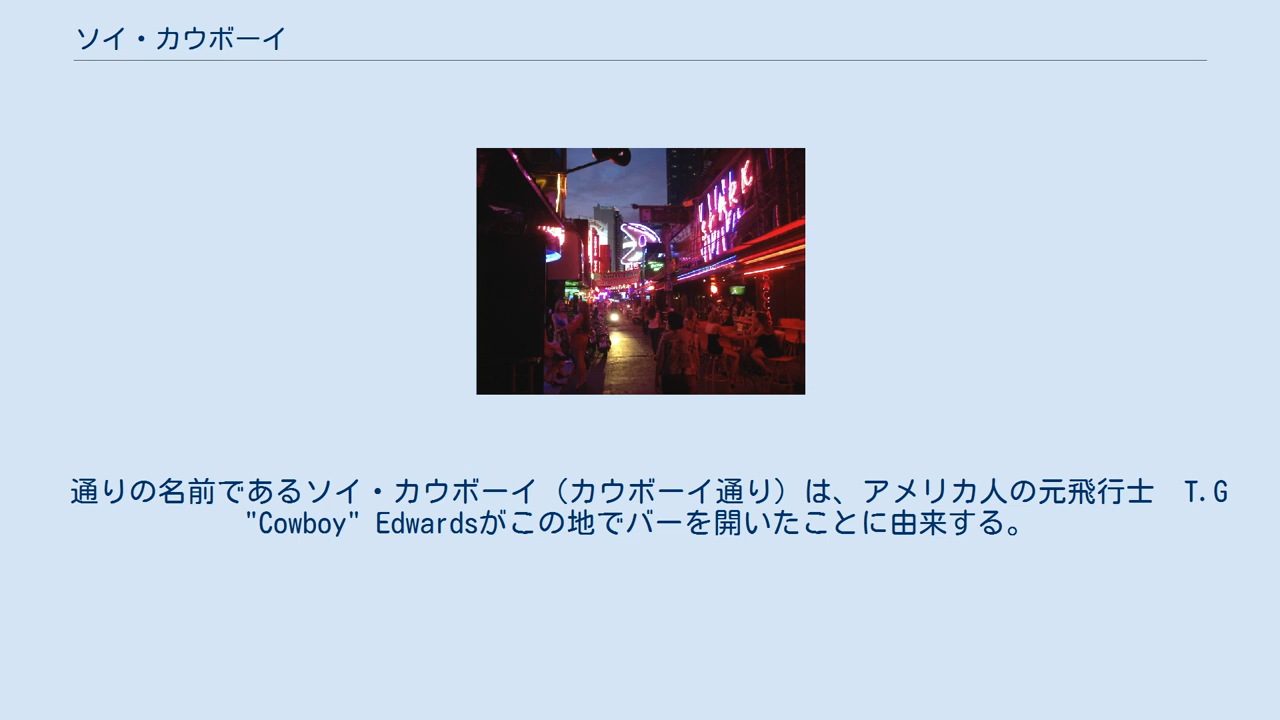 ソイ・カウボーイ
通りの名前であるソイ・カウボーイ（カウボーイ通り）は、アメリカ人の元飛行士　T.G
"Cowboy" Edwardsがこの地でバーを開いたことに由来する。